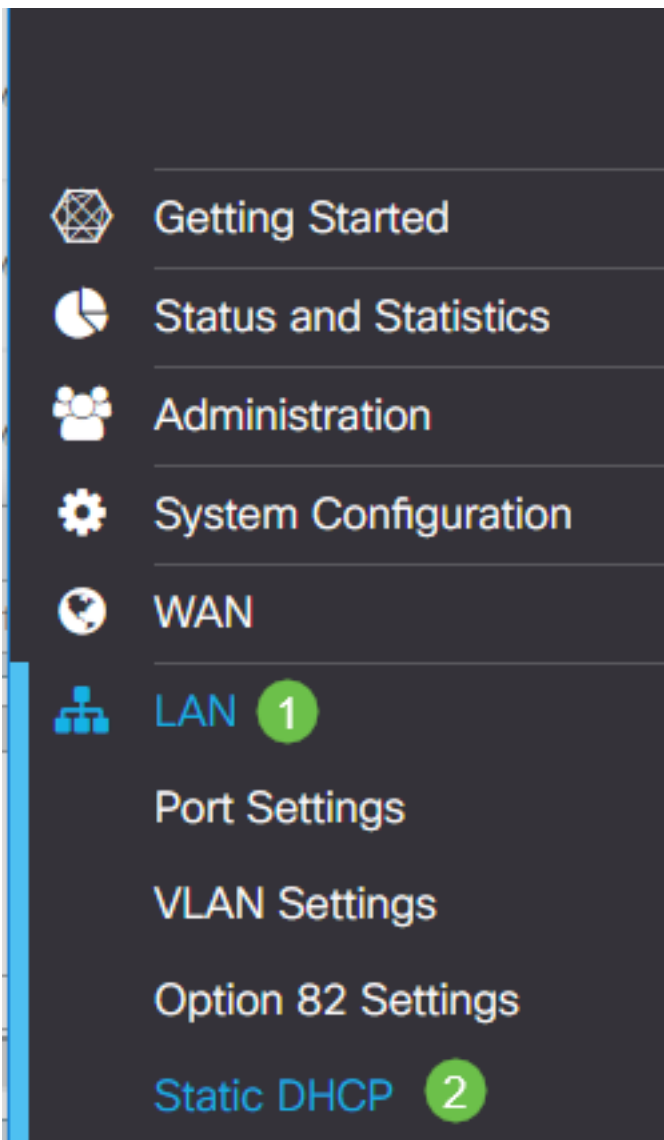 Getting Started
Status and Statistics
Administration
System Configuration
WAN
LAN 1
Port Settings
VLAN Settings
Option 82 Settings
Static DHCP 2